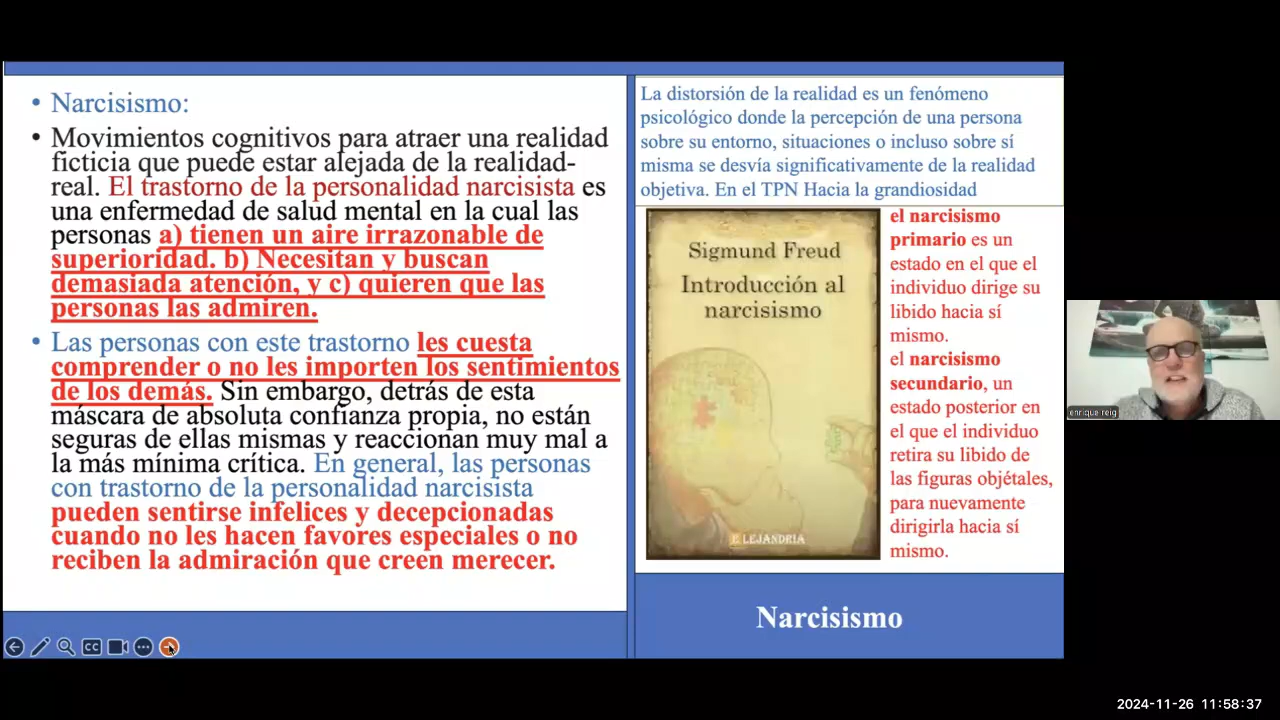 • Narcisismo:
• Movimientos cognitivos para atraer una realidad
ficticia que puede estar alejada de la realidad-
real. El trastorno de la personalidad narcisista es
una enfermedad de salud mental en la cual las
personas a) tienen un aire irrazonable de
superioridad. b) Necesitan y buscan
demasiada atención, y c) quieren que las
personas las admiren.
• Las personas con este trastorno les cuesta
comprender o no les importen los sentimientos
de los demás. Sin embargo, detrás de esta
máscara de absoluta confianza propia, no están
seguras de ellas mismas y reaccionan muy mal a
la más mínima crítica. En general, las personas
con trastorno de la personalidad narcisista
pueden sentirse infelices y decepcionadas
cuando no les hacen favores especiales o no
reciben la admiración que creen merecer.
La distorsión de la realidad es un fenómeno
psicológico donde la percepción de una persona
sobre su entorno, situaciones o incluso sobre sí
misma se desvía significativamente de la realidad
objetiva. En el TPN Hacia la grandiosidad
Sigmund Freud
Introducción al
narcisismo
LEJANDRIA
el narcisismo
primario es un
estado en el que el
individuo dirige su
libido hacia sí
mismo.
el narcisismo
secundario, un
estado posterior en
el que el individuo
retira su libido de
las figuras objétales,
para nuevamente
dirigirla hacia sí
mismo.
Narcisismo
CC
enrique reig
2024-11-26 11:58:37